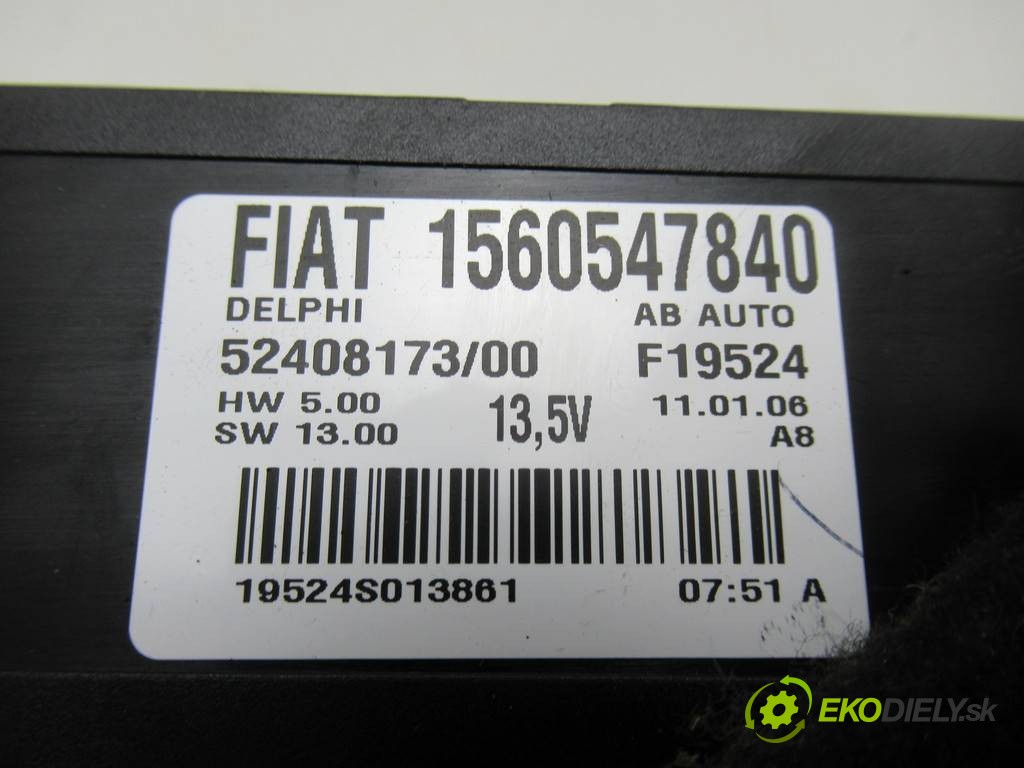 FIAT 1560547840
DELPHI AB AUTO
52408173/00 F19524
HW 5.00 13,5V 11.01.06
SW 13.00 A8
19524S013861 07:51 A
EKODIELY.sk